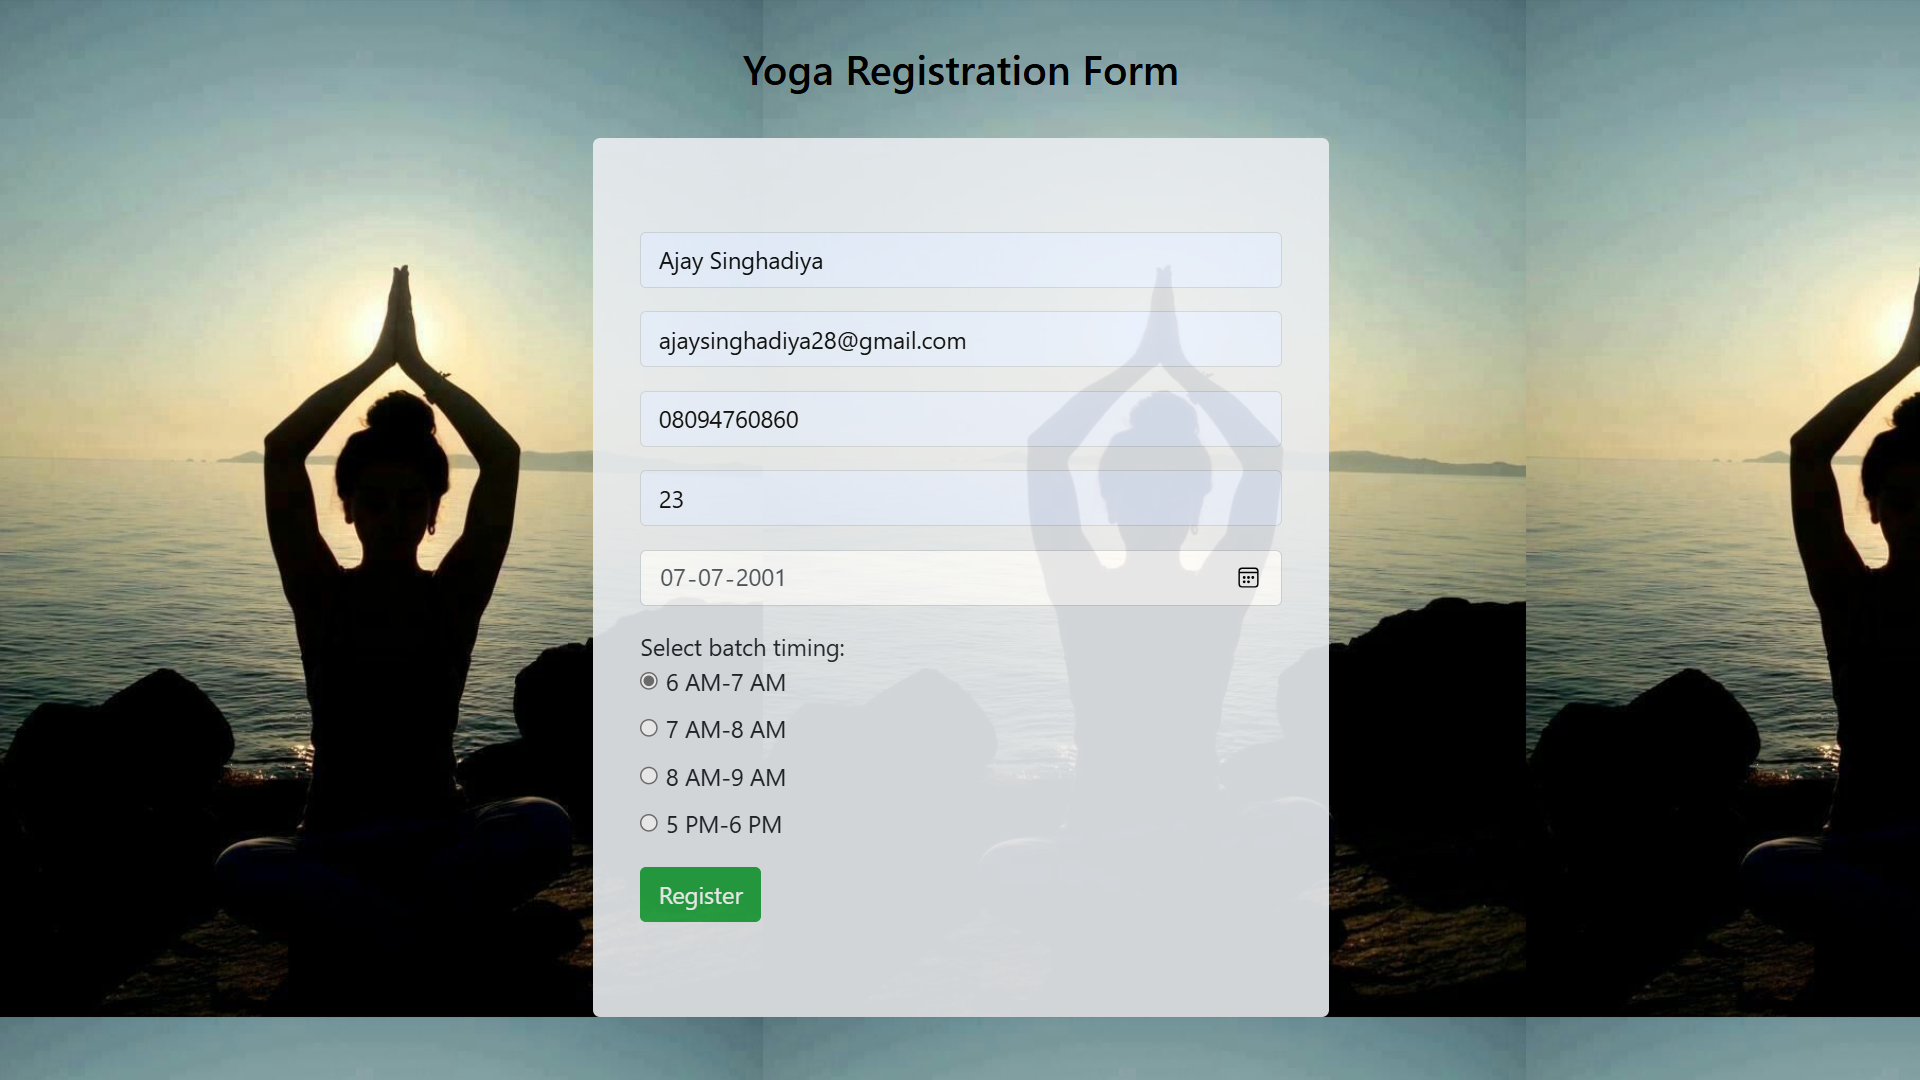 Yoga Registration Form
Ajay Singhadiya
ajaysinghadiya28@gmail.com
08094760860
23
07-07-2001
Select batch timing:
6 AM-7 AM
7 AM-8 AM
8 AM-9 AM
5 PM-6 PM
Register